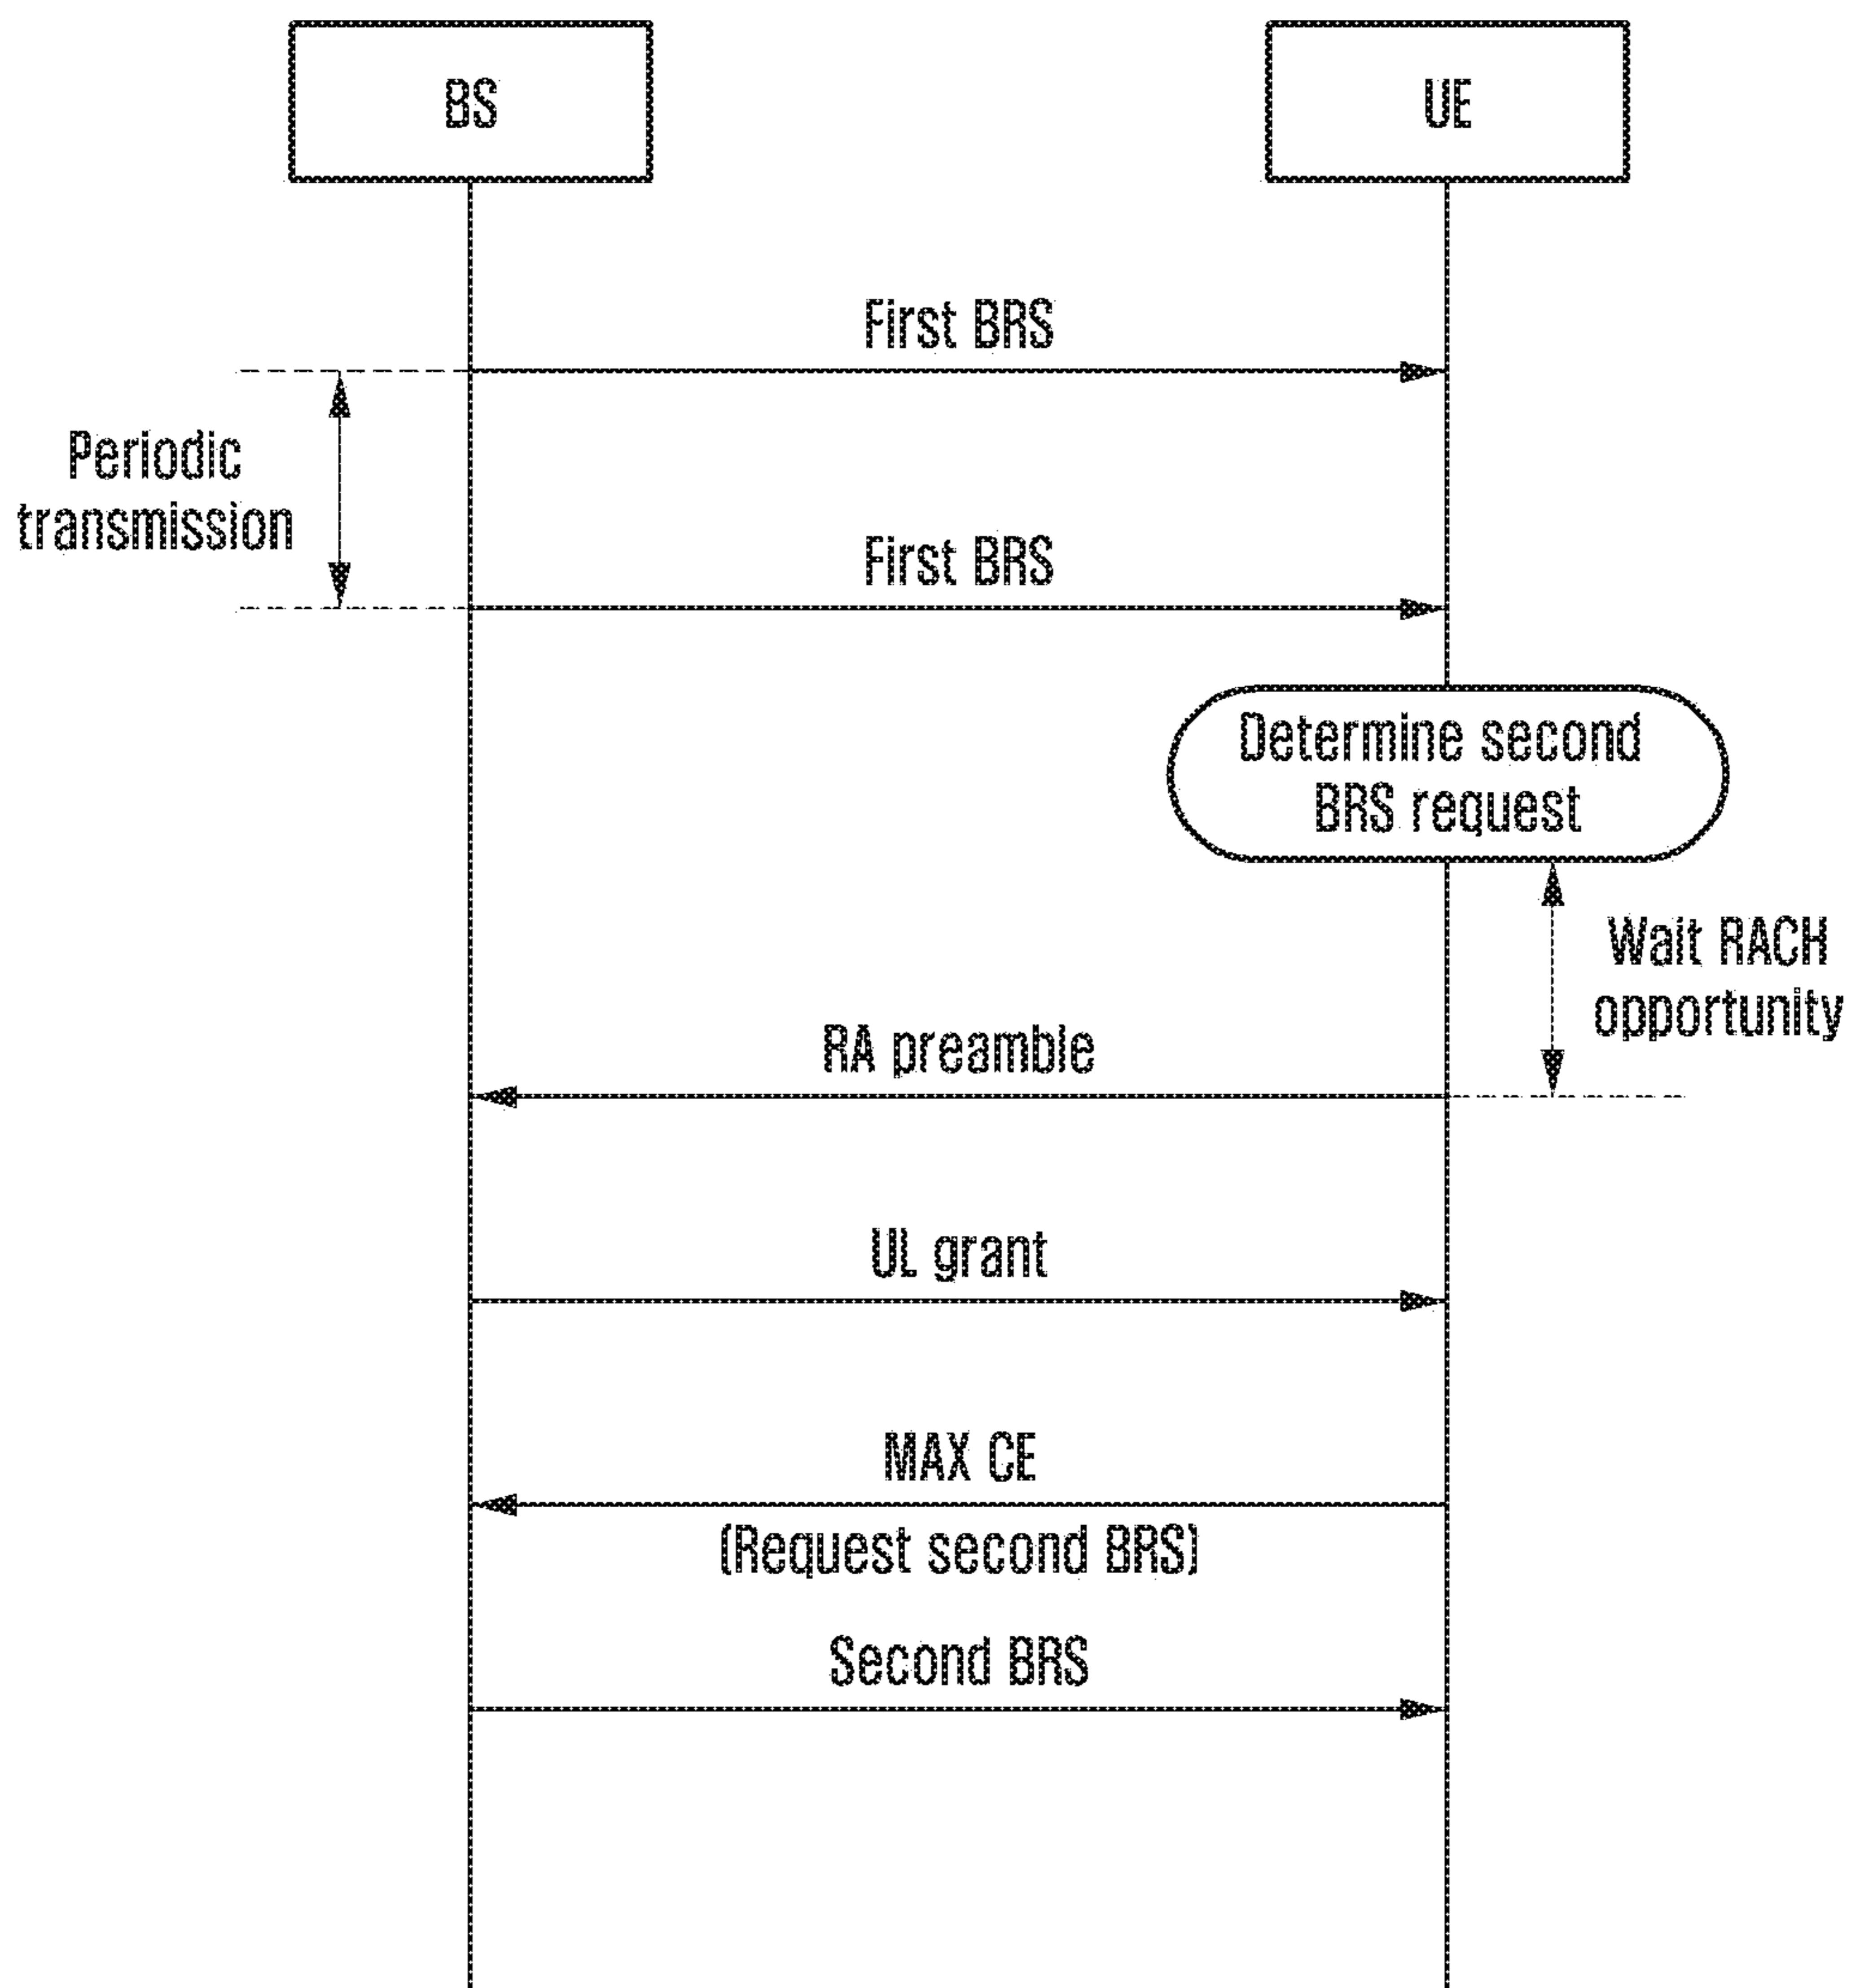 BS
UE
First BRS
Periodic
transmission
First BRS
Determine second
BRS request
Wait RACH
opportunity
RA preamble
UL grant
MAX CE
(Request second BRS)
Second BRS